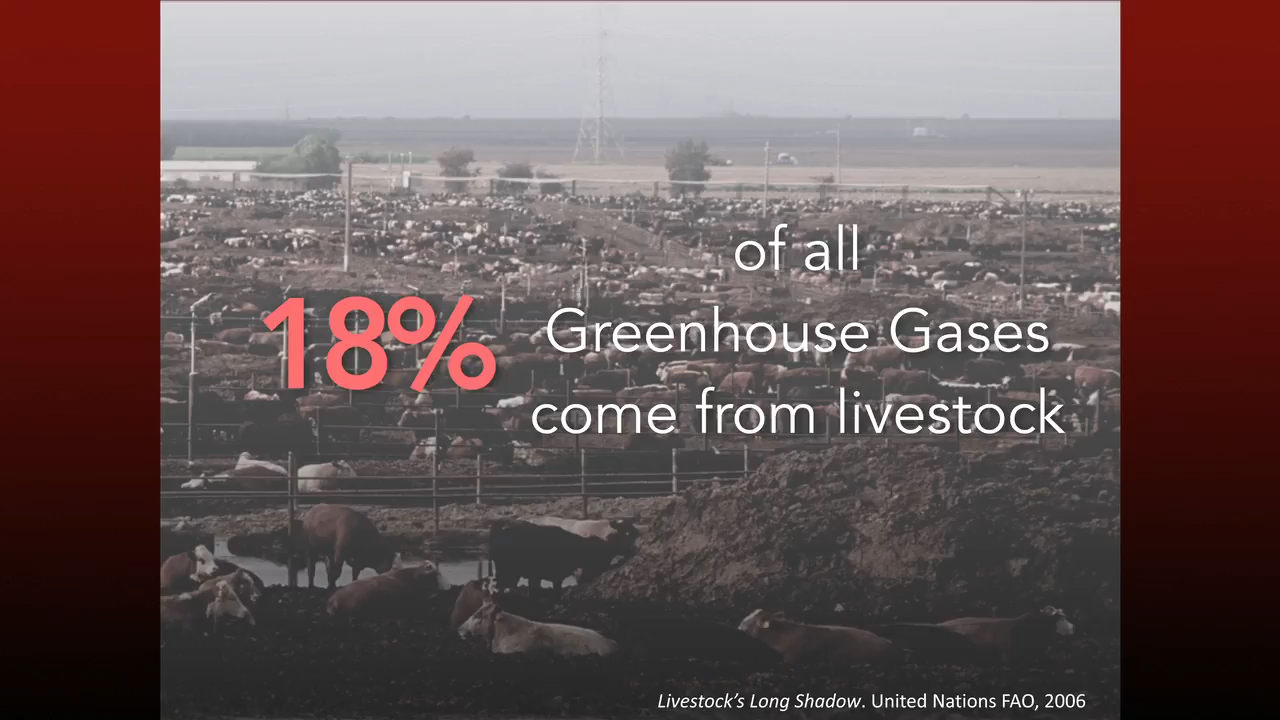 18%
of all
Greenhouse Gases
come from livestock
Livestock's Long Shadow. United Nations FAO, 2006